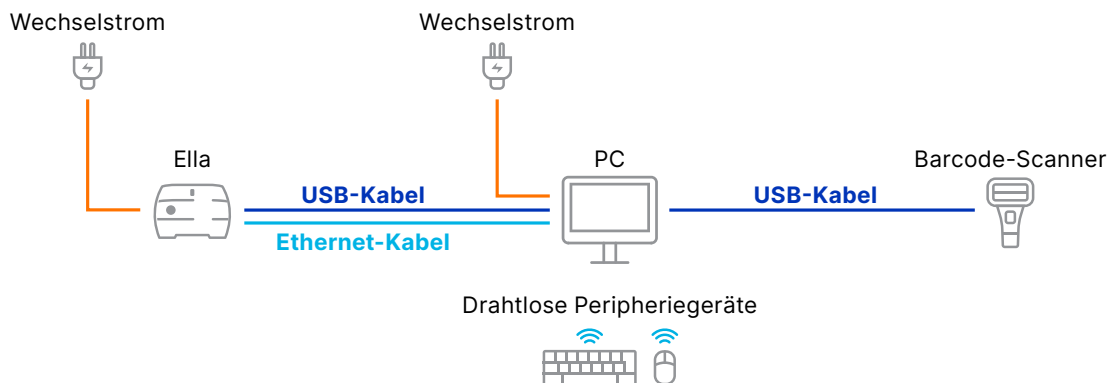 Wechselstrom
Wechselstrom
Ella
PC
Barcode-Scanner
USB-Kabel
USB-Kabel
Ethernet-Kabel
Drahtlose Peripheriegeräte